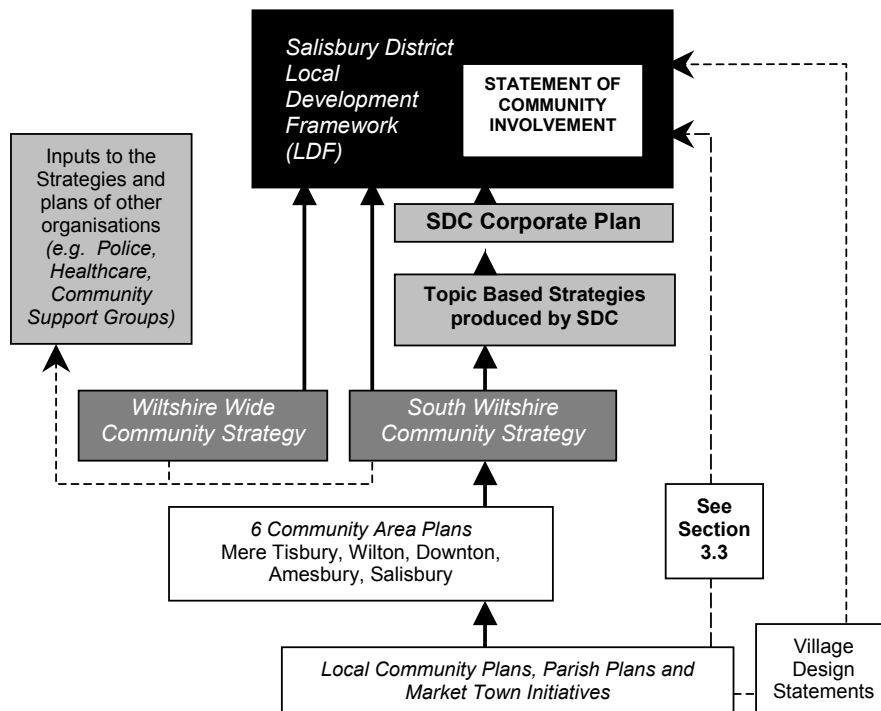 Salisbury District
Local
Development
Framework
(LDF)
STATEMENT OF
COMMUNITY
INVOLVEMENT
Inputs to the
Strategies and
plans of other
organisations
(e.g. Police,
Healthcare,
Community
Support Groups)
SDC Corporate Plan
Topic Based Strategies
produced by SDC
Wiltshire Wide
Community Strategy
South Wiltshire
Community Strategy
6 Community Area Plans
Mere Tisbury, Wilton, Downton,
Amesbury, Salisbury
See
Section
3.3
Local Community Plans, Parish Plans and
Market Town Initiatives
Village
Design
Statements